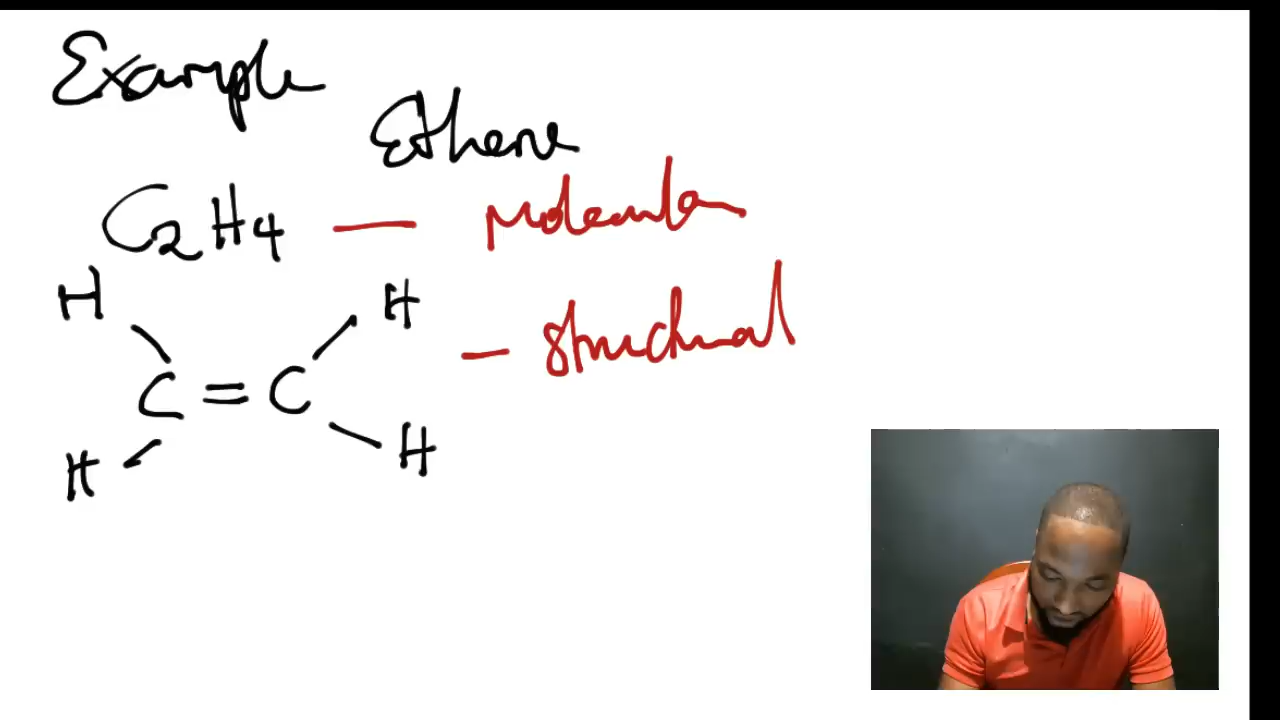 Example
Ethene
C2H4 — Molecular
H H
— Structural
C = C
H H